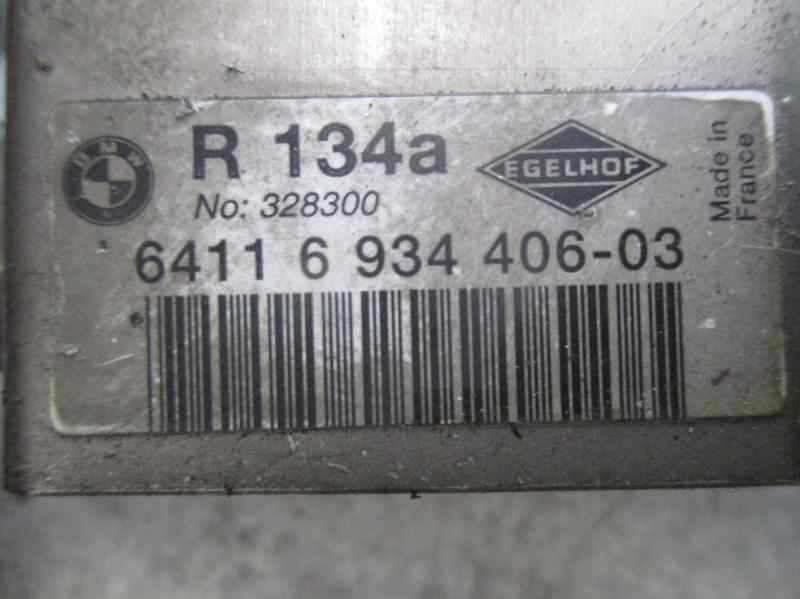 BMW
R 134a
EGELHOF
No: 328300
Made in
France
6411 6 934 406-03